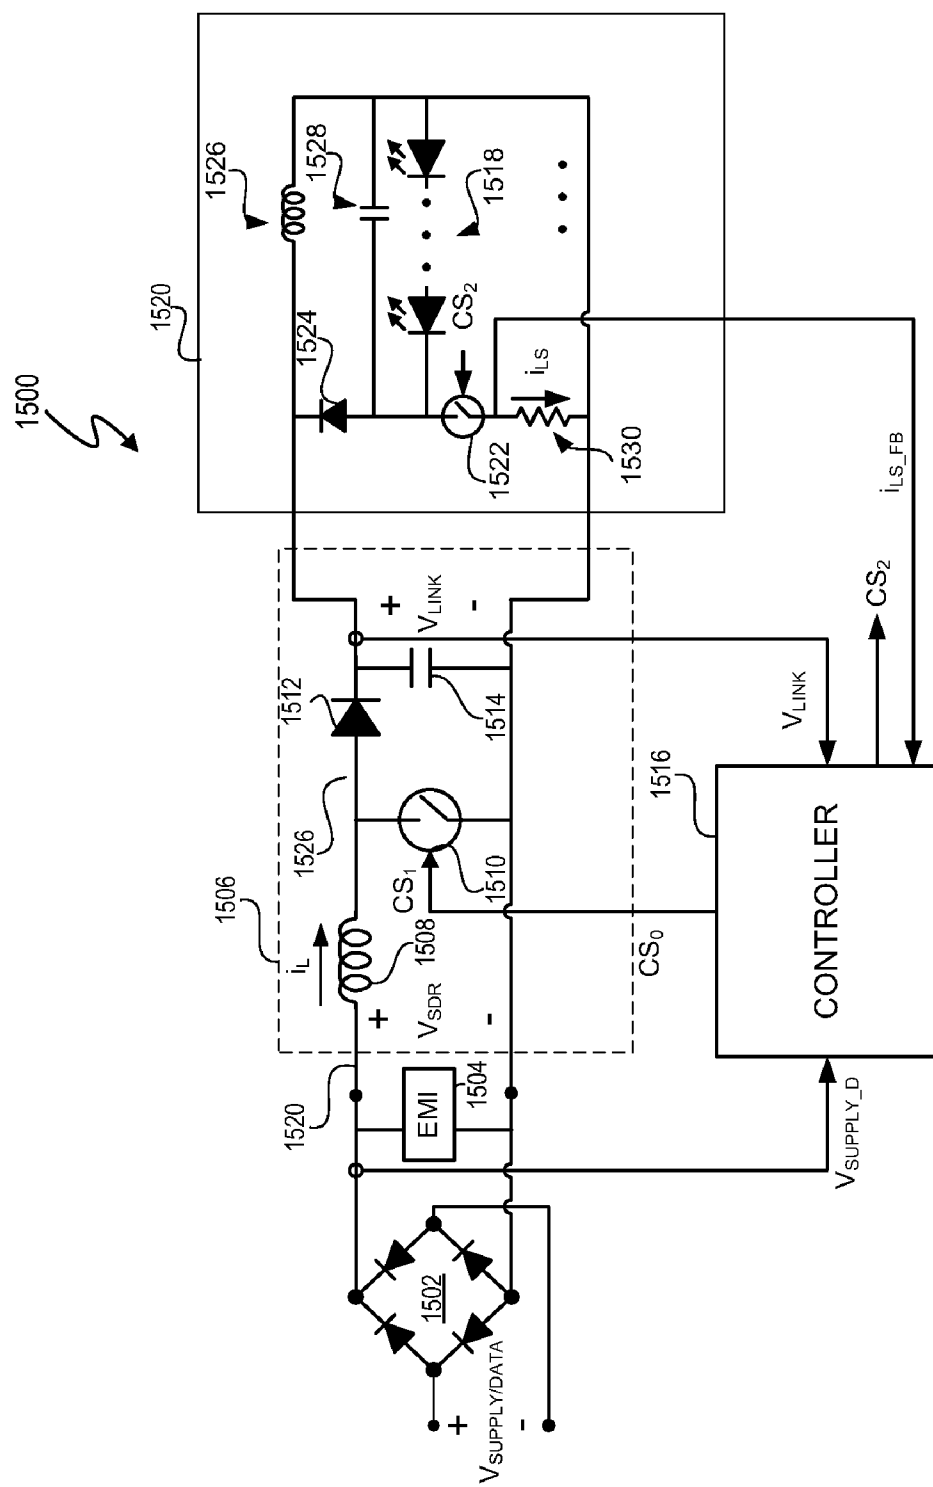 1500
1520
1526
1528
1524
1518
CS2
1522
iLS
1530
iLS_FB
1506
iL
1526
1512
+
VLINK
-
1514
1508
CS1
1510
+
VSDR
-
1520
EMI
1504
1502
+
VSUPPLY/DATA
-
CS0
VLINK
CS2
1516
CONTROLLER
VSUPPLY_D